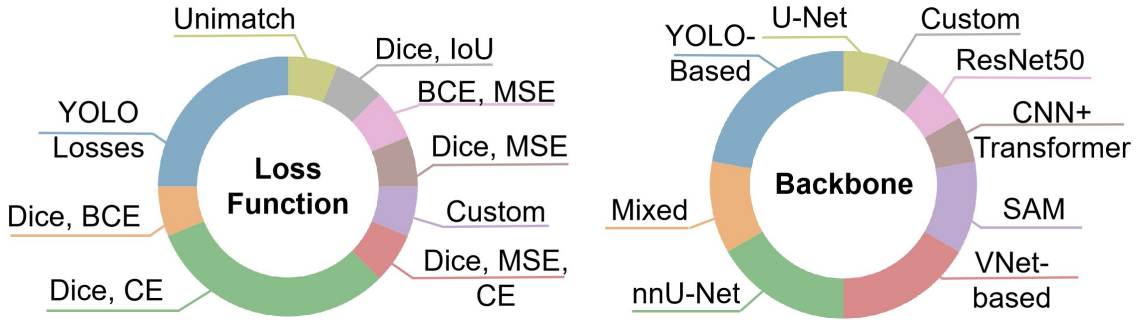 Unimatch
Dice, IoU
BCE, MSE
YOLO
Losses
Dice, MSE
Loss
Function
Dice, BCE
Custom
Dice, CE
Dice, MSE,
CE
U-Net
Custom
YOLO-
Based
ResNet50
CNN+
Transformer
Backbone
Mixed
SAM
nnU-Net
VNet-
based